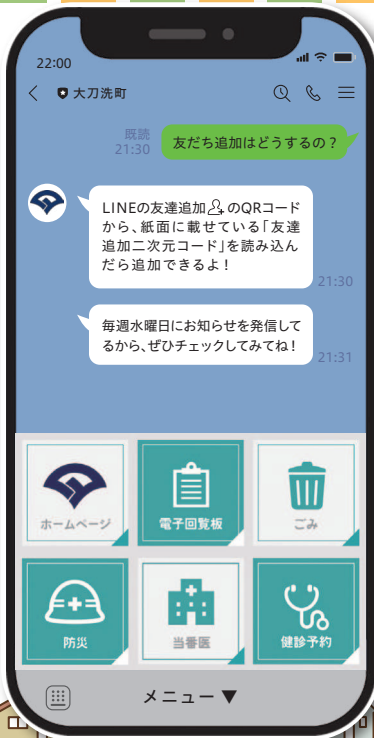 22:00
大刀洗町
既読
21:30
友だち追加はどうするの？
LINEの友達追加のQRコード
から、紙面に載せている「友達
追加二次元コード」を読み込ん
だら追加できるよ！
21:30
毎週水曜日にお知らせを発信して
るから、ぜひチェックしてみてね！
21:31
ホームページ
電子回覧板
ごみ
防災
当番医
健診予約
メニュー▼